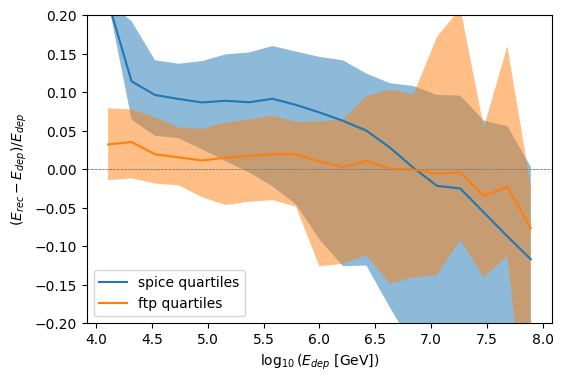 0.20
0.15
0.10
0.05
0.00
−0.05
−0.10
−0.15
−0.20
(E_rec − E_dep)/E_dep
spice quartiles
ftp quartiles
4.0 4.5 5.0 5.5 6.0 6.5 7.0 7.5 8.0
log₁₀(E_dep [GeV])